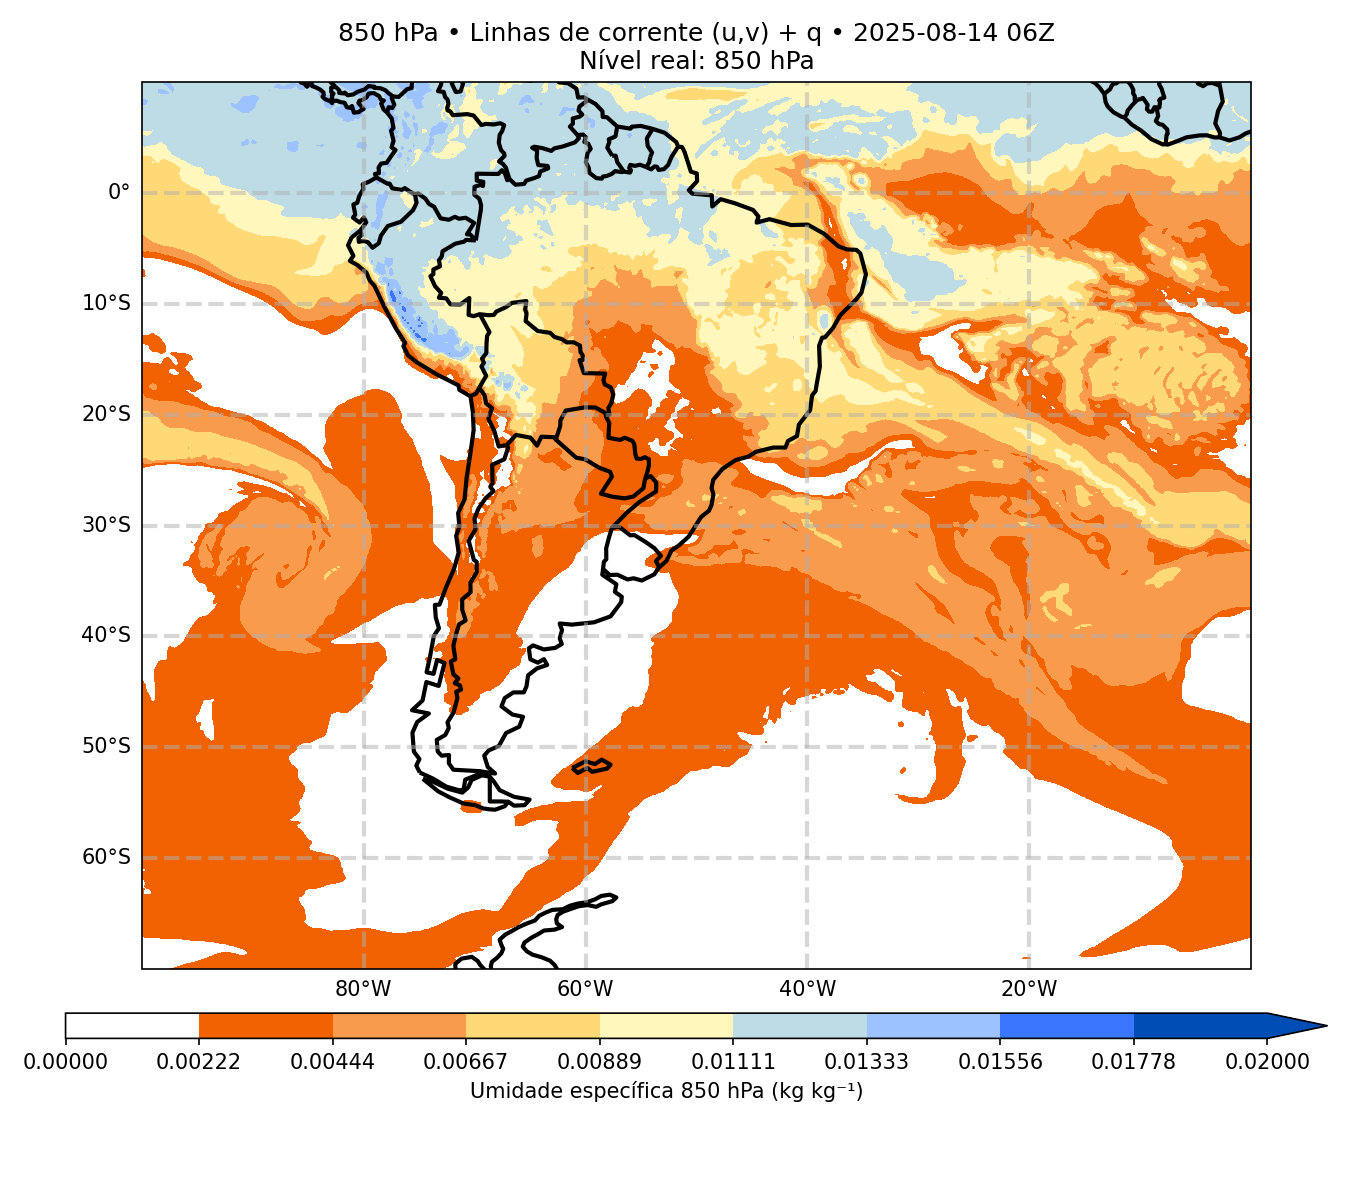 850 hPa • Linhas de corrente (u,v) + q • 2025-08-14 06Z
Nível real: 850 hPa
0°
10°S
20°S
30°S
40°S
50°S
60°S
80°W 60°W 40°W 20°W
0.00000 0.00222 0.00444 0.00667 0.00889 0.01111 0.01333 0.01556 0.01778 0.02000
Umidade específica 850 hPa (kg kg⁻¹)